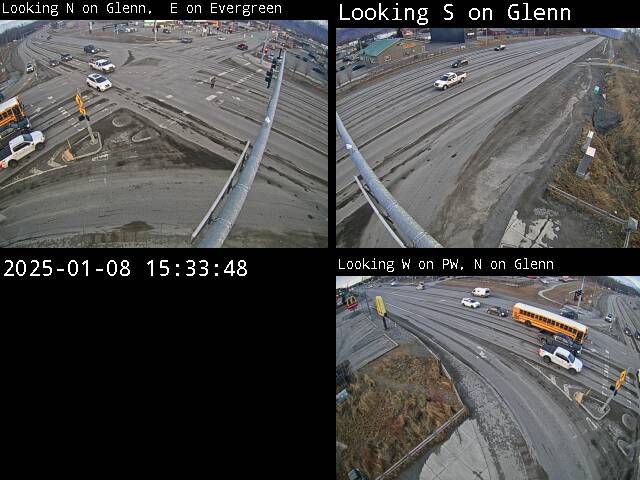 Looking N on Glenn,  E on Evergreen
Looking S on Glenn
2025-01-08 15:33:48
Looking W on PW, N on Glenn